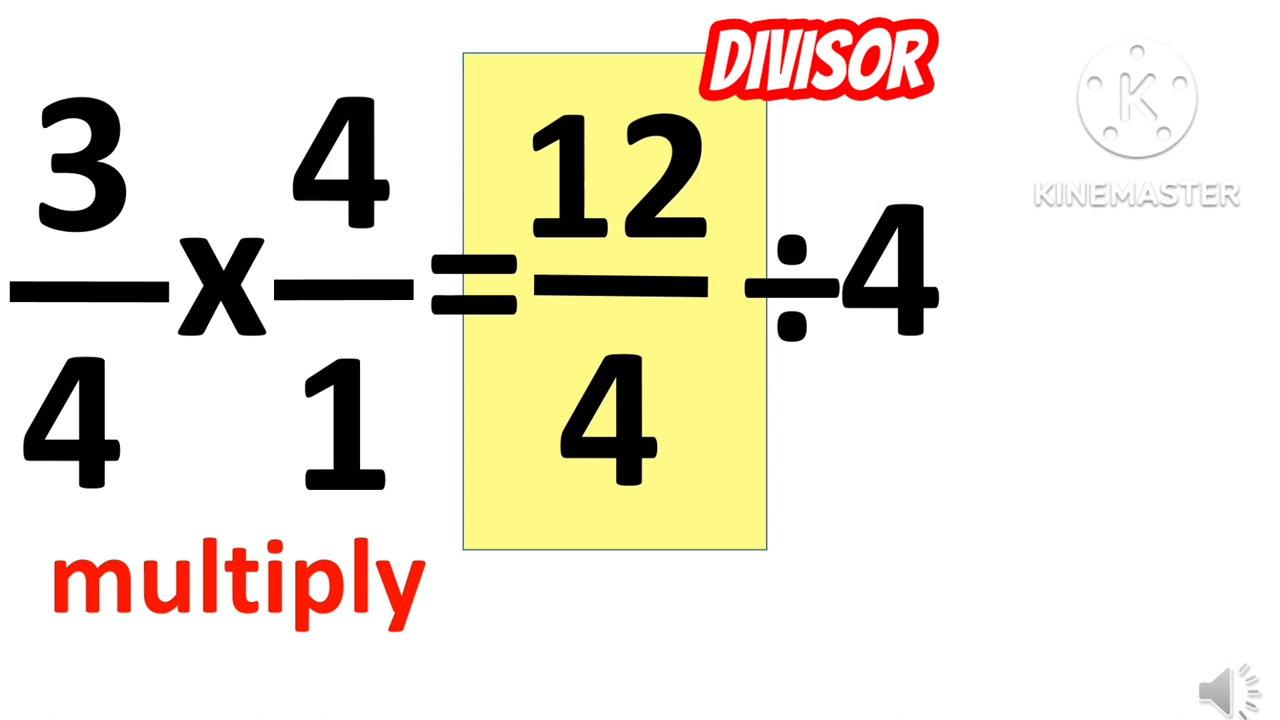 DIVISOR
3/4 x 4/1 = 12/4 ÷4
multiply
K
KINEMASTER